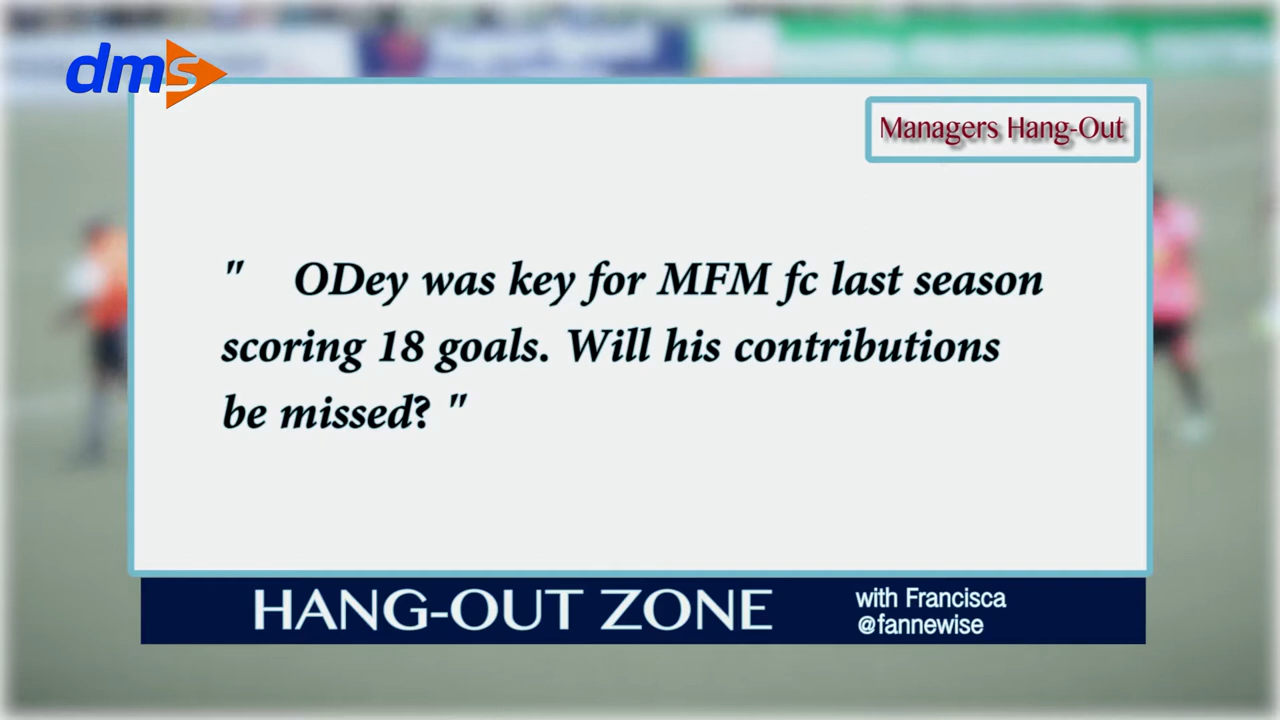 dms
Managers Hang-Out
" ODey was key for MFM fc last season
scoring 18 goals. Will his contributions
be missed? "
HANG-OUT ZONE
with Francisca
@fannewise